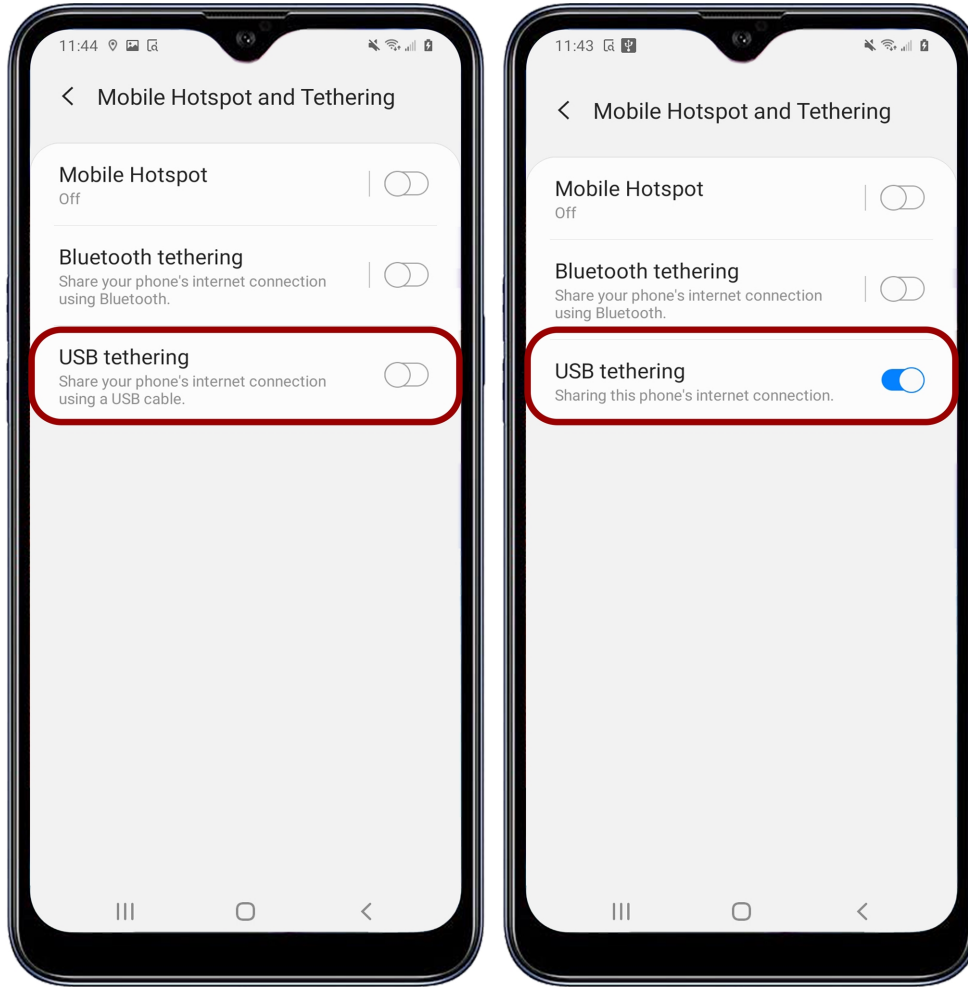 11:44
Mobile Hotspot and Tethering
Mobile Hotspot
Off
Bluetooth tethering
Share your phone's internet connection
using Bluetooth.
USB tethering
Share your phone's internet connection
using a USB cable.
11:43
Mobile Hotspot and Tethering
Mobile Hotspot
Off
Bluetooth tethering
Share your phone's internet connection
using Bluetooth.
USB tethering
Sharing this phone's internet connection.